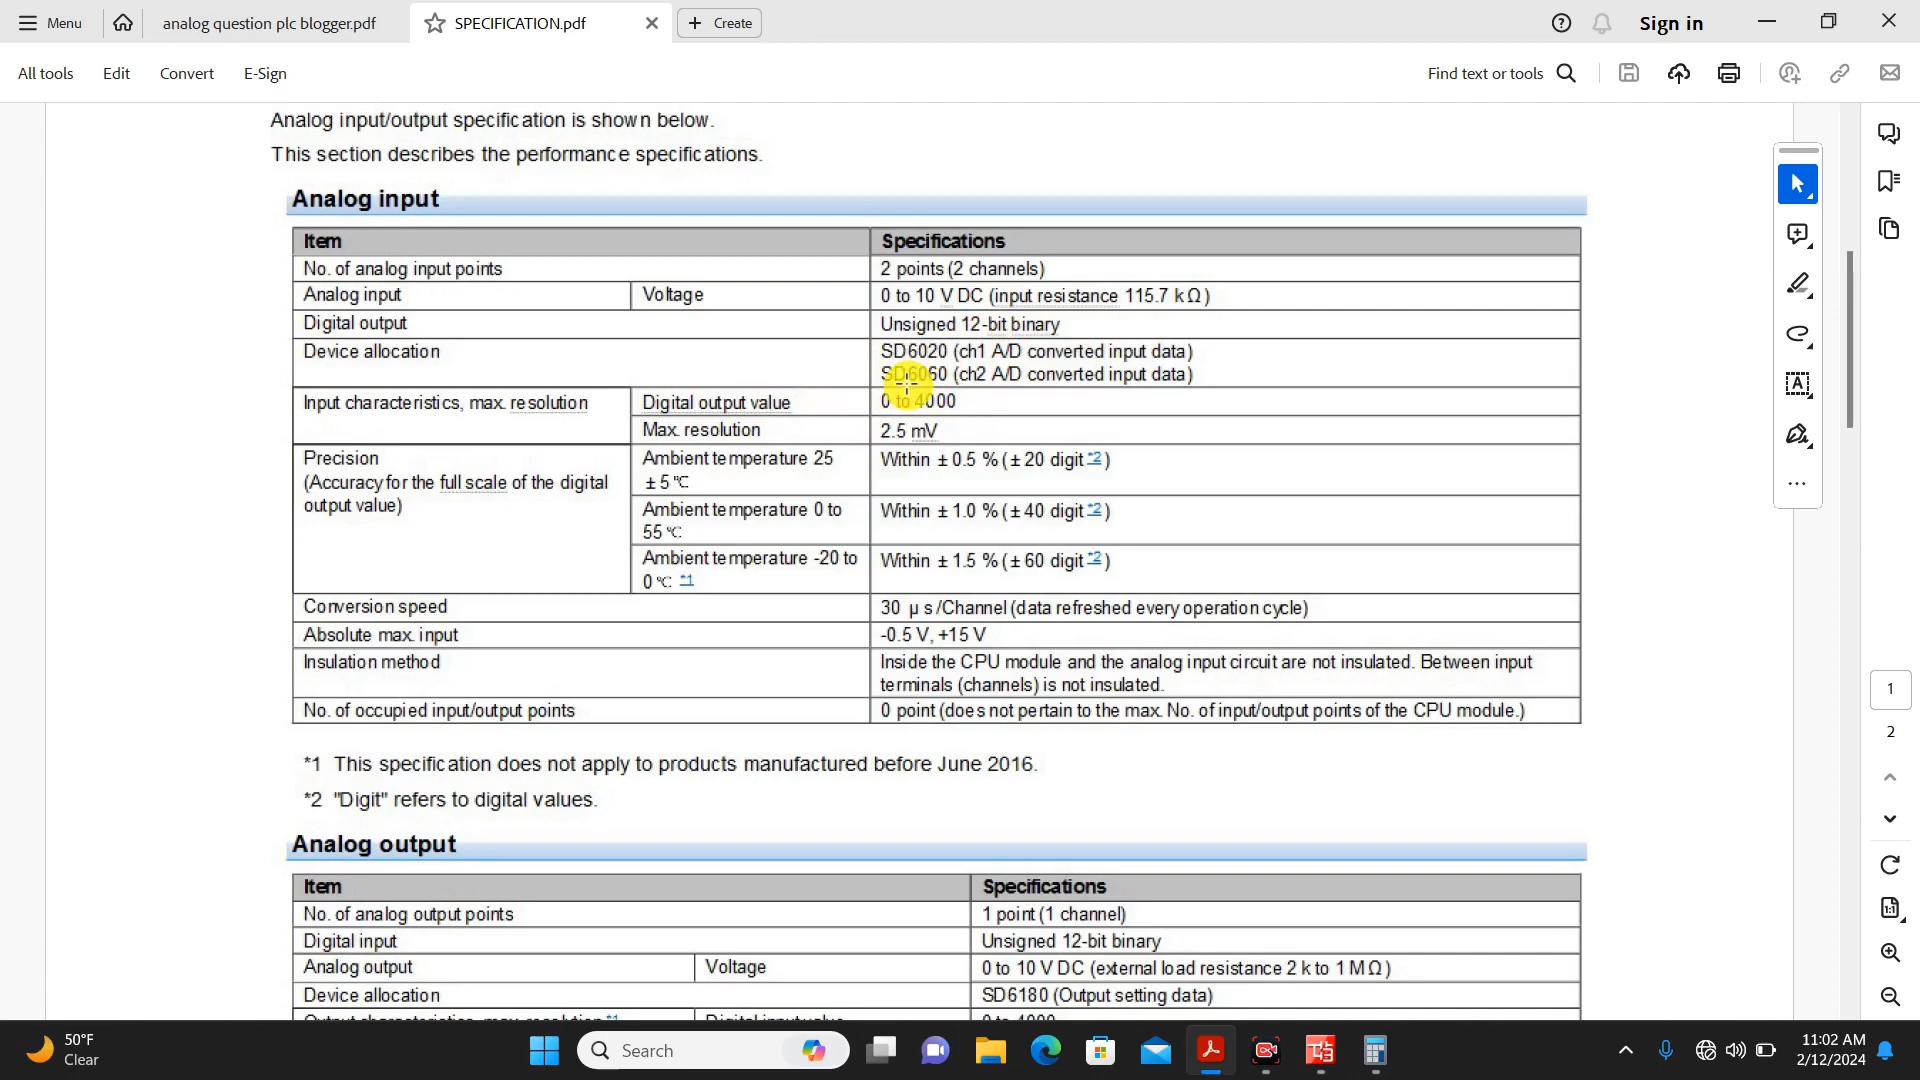 Menu
analog question plc blogger.pdf
SPECIFICATION.pdf
Create
Sign in
All tools
Edit
Convert
E-Sign
Find text or tools
Analog input/output specification is shown below.
This section describes the performance specifications.
Analog input
Item
Specifications
No. of analog input points
2 points (2 channels)
Analog input
Voltage
0 to 10 V DC (input resistance 115.7 kΩ)
Digital output
Unsigned 12-bit binary
Device allocation
SD6020 (ch1 A/D converted input data)
SD6060 (ch2 A/D converted input data)
Input characteristics, max. resolution
Digital output value
0 to 4000
Max. resolution
2.5 mV
Precision
(Accuracy for the full scale of the digital
output value)
Ambient temperature 25
±5℃
Within ±0.5 % (±20 digit*2)
Ambient temperature 0 to
55℃
Within ±1.0 % (±40 digit*2)
Ambient temperature -20 to
0℃ *1
Within ±1.5 % (±60 digit*2)
Conversion speed
30 μs/Channel (data refreshed every operation cycle)
Absolute max. input
-0.5 V, +15 V
Insulation method
Inside the CPU module and the analog input circuit are not insulated. Between input
terminals (channels) is not insulated.
No. of occupied input/output points
0 point (does not pertain to the max. No. of input/output points of the CPU module.)
*1 This specification does not apply to products manufactured before June 2016.
*2 "Digit" refers to digital values.
Analog output
Item
Specifications
No. of analog output points
1 point (1 channel)
Digital input
Unsigned 12-bit binary
Analog output
Voltage
0 to 10 V DC (external load resistance 2 k to 1 MΩ)
Device allocation
SD6180 (Output setting data)
Output characteristics, max. resolution *1
Digital input value
0 to 4000
1
2
50°F
Clear
Search
11:02 AM
2/12/2024